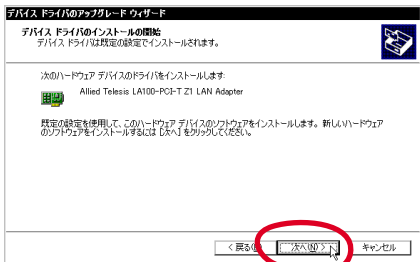 デバイス ドライバのアップグレード ウィザード
デバイス ドライバのインストールの開始
デバイス ドライバは既定の設定でインストールされます。
次のハードウェア デバイスのドライバをインストールします:
Allied Telesis LA100-PCI-T Z1 LAN Adapter
既定の設定を使用して、このハードウェア デバイスのソフトウェアをインストールします。新しいハードウェア
のソフトウェアをインストールするには [次へ] をクリックしてください。
< 戻る(B) 次へ(N) > キャンセル